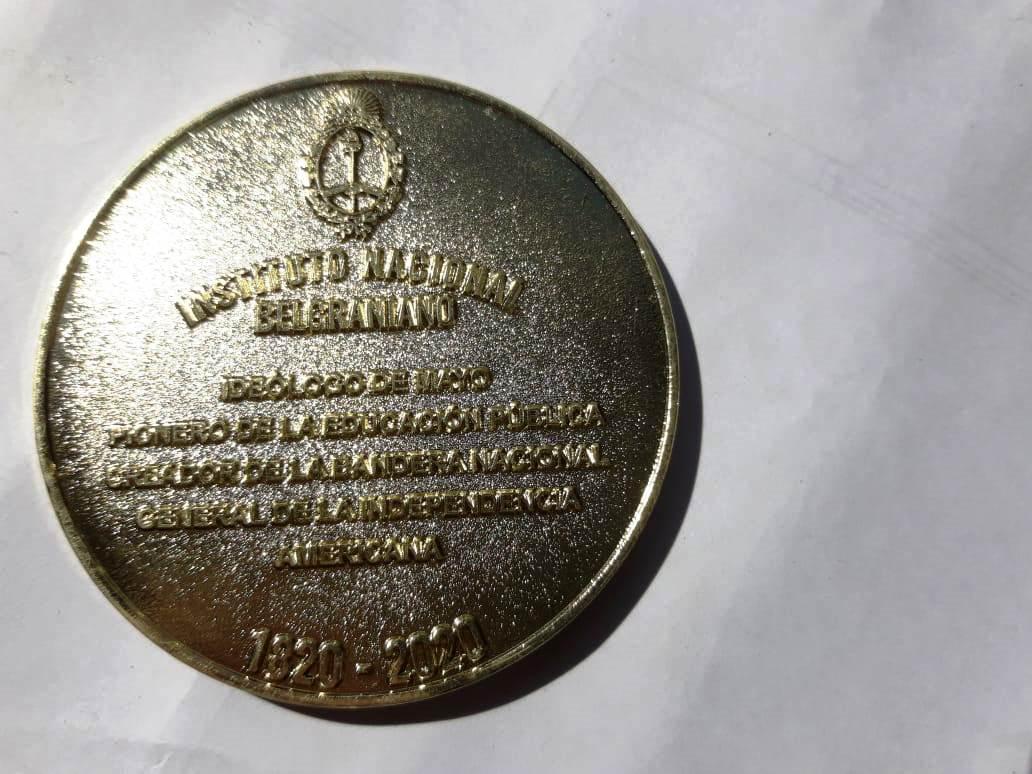 INSTITUTO NACIONAL
BELGRANIANO
IDEÓLOGO DE MAYO
PIONERO DE LA EDUCACIÓN PÚBLICA
CREADOR DE LA BANDERA NACIONAL
GENERAL DE LA INDEPENDENCIA
AMERICANA
1820 - 2020